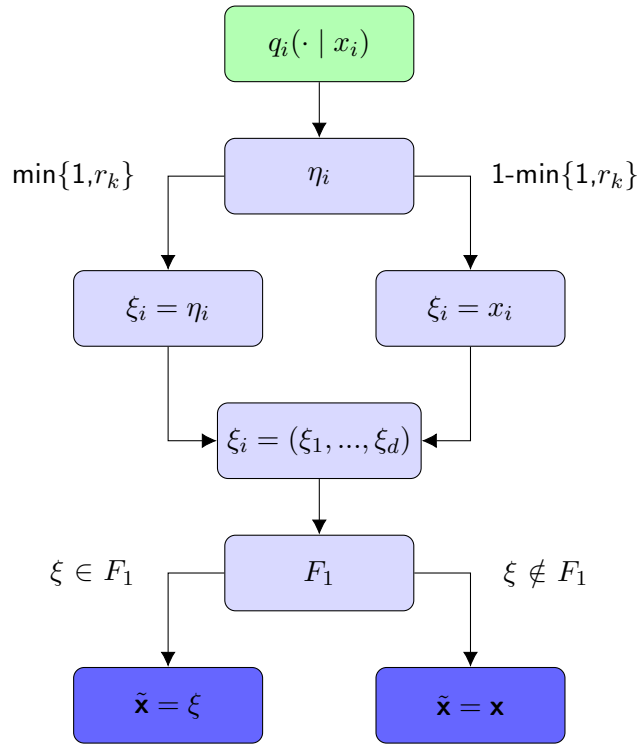 q_i(· | x_i)
min{1,r_k}
η_i
1-min{1,r_k}
ξ_i = η_i
ξ_i = x_i
ξ_i = (ξ_1, ..., ξ_d)
ξ ∈ F_1
F_1
ξ ∉ F_1
x̃ = ξ
x̃ = x